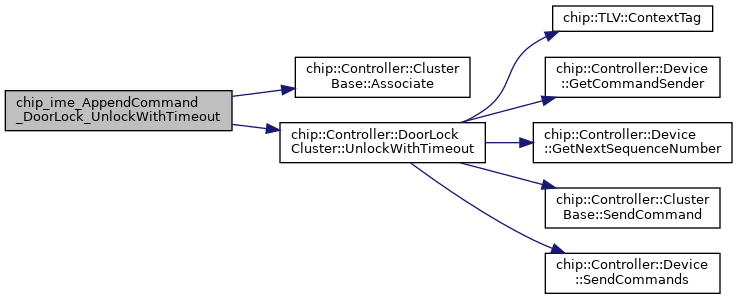 chip_ime_AppendCommand
_DoorLock_UnlockWithTimeout
chip::Controller::Cluster
Base::Associate
chip::Controller::DoorLock
Cluster::UnlockWithTimeout
chip::TLV::ContextTag
chip::Controller::Device
::GetCommandSender
chip::Controller::Device
::GetNextSequenceNumber
chip::Controller::Cluster
Base::SendCommand
chip::Controller::Device
::SendCommands